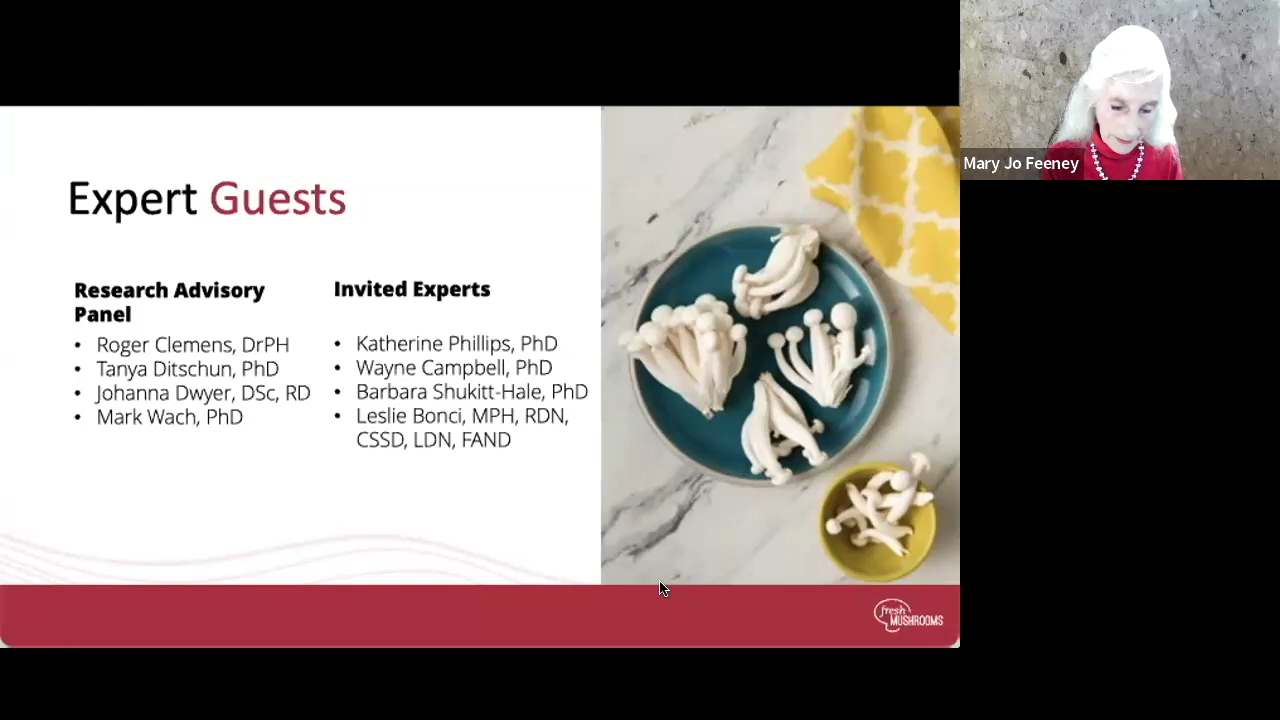 Expert Guests
Research Advisory
Panel
• Roger Clemens, DrPH
• Tanya Ditschun, PhD
• Johanna Dwyer, DSc, RD
• Mark Wach, PhD
Invited Experts
• Katherine Phillips, PhD
• Wayne Campbell, PhD
• Barbara Shukitt-Hale, PhD
• Leslie Bonci, MPH, RDN,
CSSD, LDN, FAND
fresh
MUSHROOMS
Mary Jo Feeney